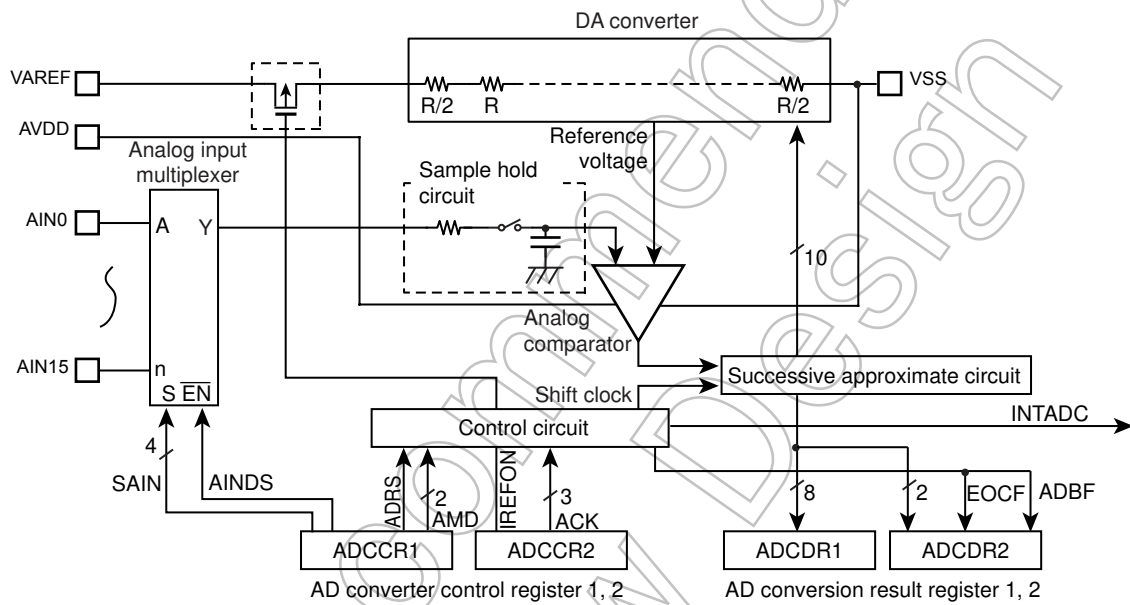 DA converter
VAREF
VSS
R/2
R
R/2
AVDD
Analog input
multiplexer
Reference
voltage
Sample hold
circuit
AIN0
A
Y
10
Analog
comparator
AIN15
n
S
EN
Successive approximate circuit
Shift clock
INTADC
Control circuit
4
SAIN
AINDS
ADRS
2
AMD
IREFON
3
ACK
8
2
EOCF
ADBF
ADCCR1
ADCCR2
ADCDR1
ADCDR2
AD converter control register 1, 2
AD conversion result register 1, 2